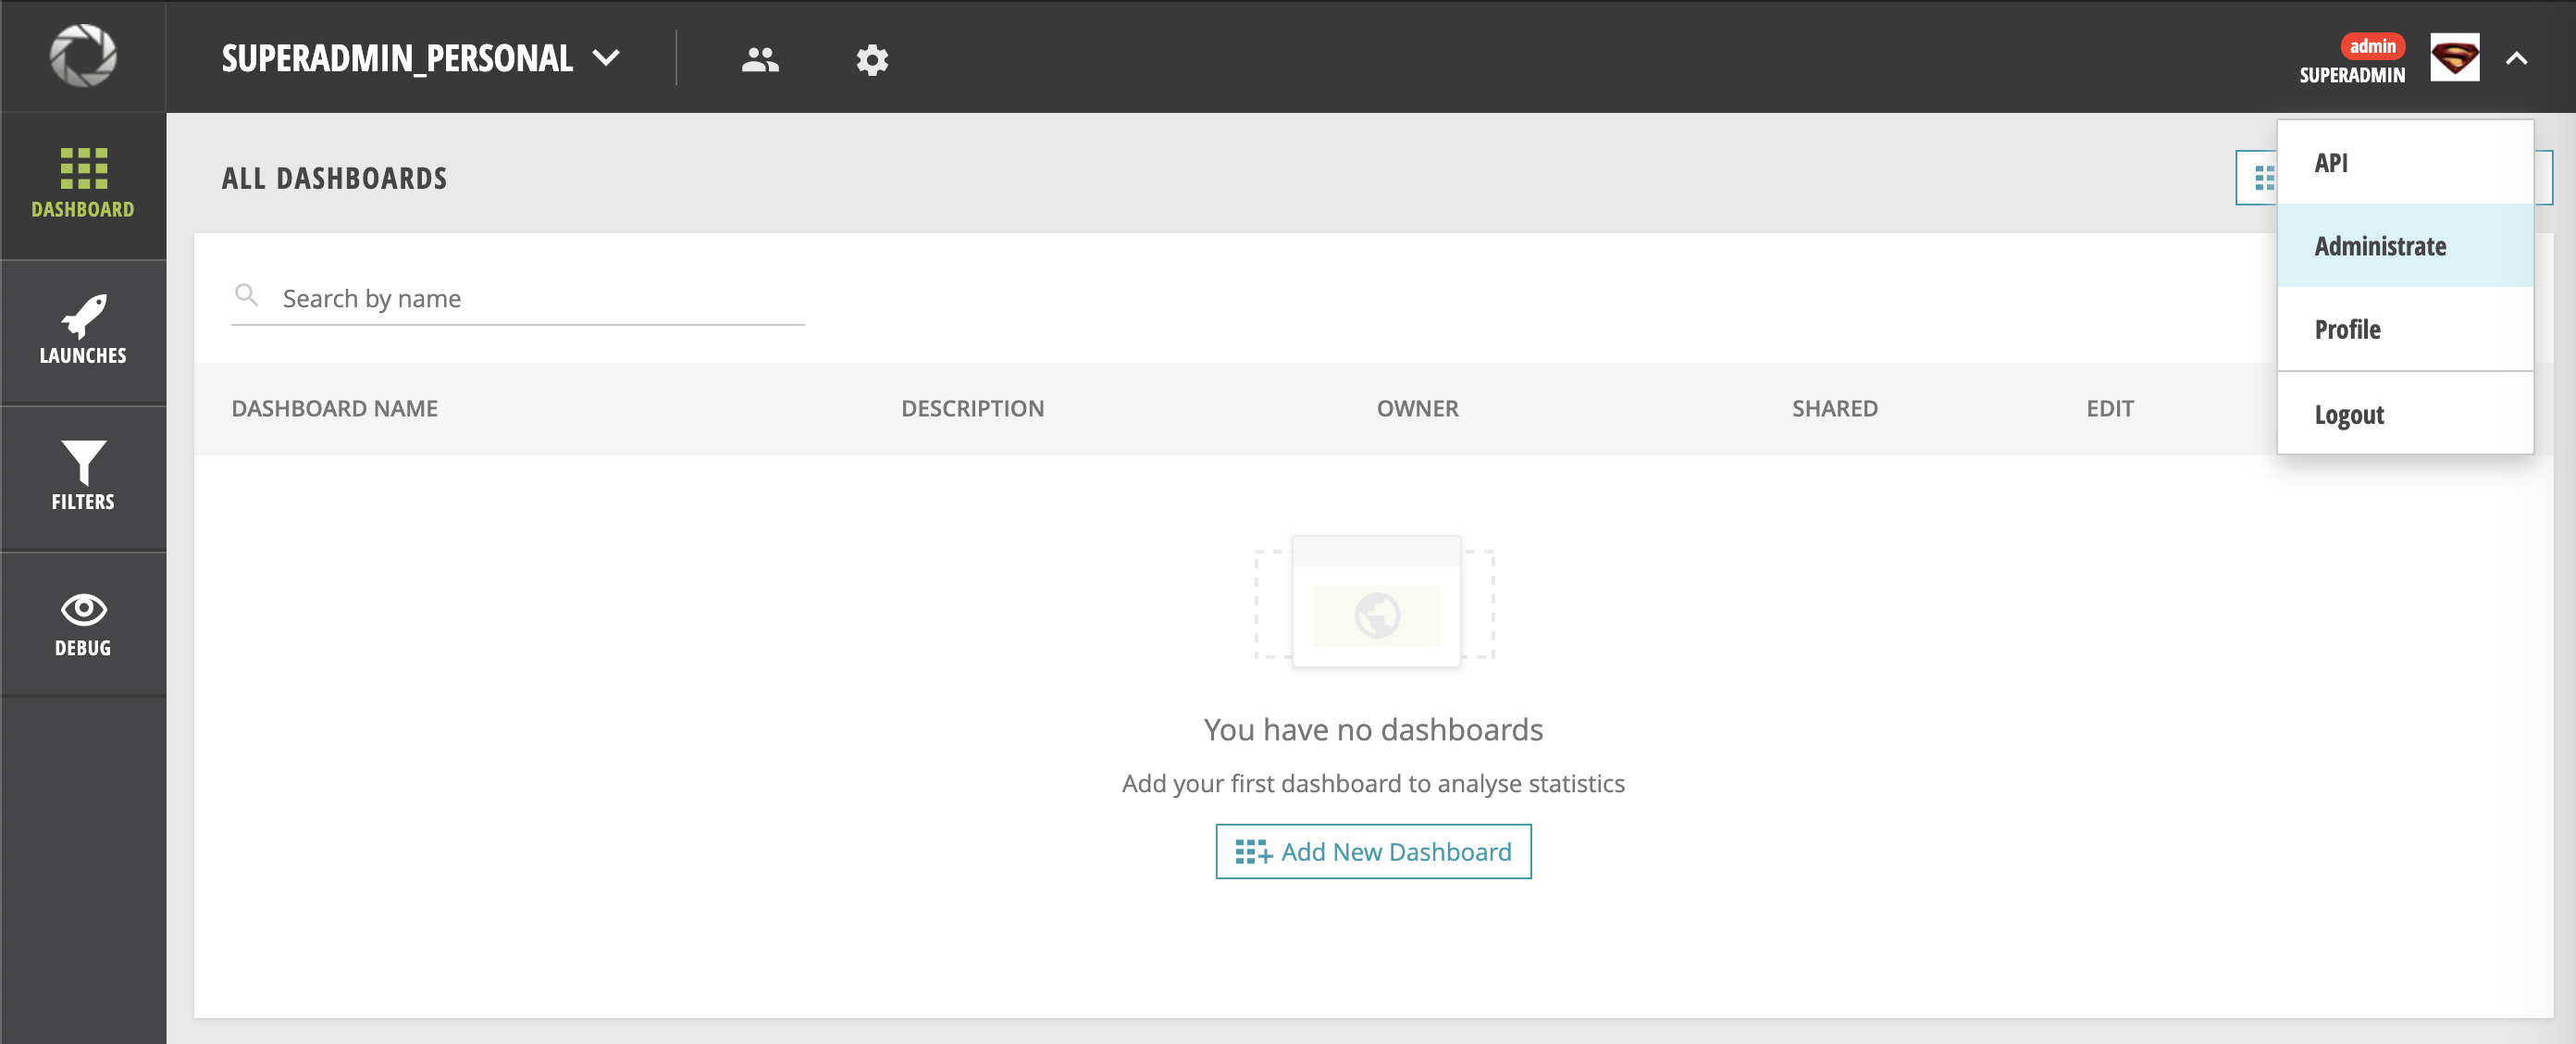 SUPERADMIN_PERSONAL
admin
SUPERADMIN
DASHBOARD
LAUNCHES
FILTERS
DEBUG
ALL DASHBOARDS
API
Administrate
Profile
Logout
Search by name
DASHBOARD NAME DESCRIPTION OWNER SHARED EDIT
You have no dashboards
Add your first dashboard to analyse statistics
Add New Dashboard